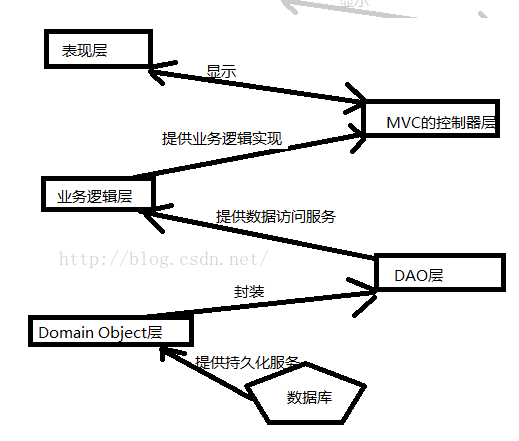 显示
表现层
显示
MVC的控制器层
提供业务逻辑实现
业务逻辑层
提供数据访问服务
http://blog.csdn.net/
DAO层
封装
Domain Object层
提供持久化服务
数据库